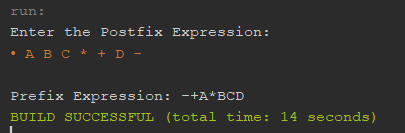 run:
Enter the Postfix Expression:
• A B C * + D -
Prefix Expression: -+A*BCD
BUILD SUCCESSFUL (total time: 14 seconds)